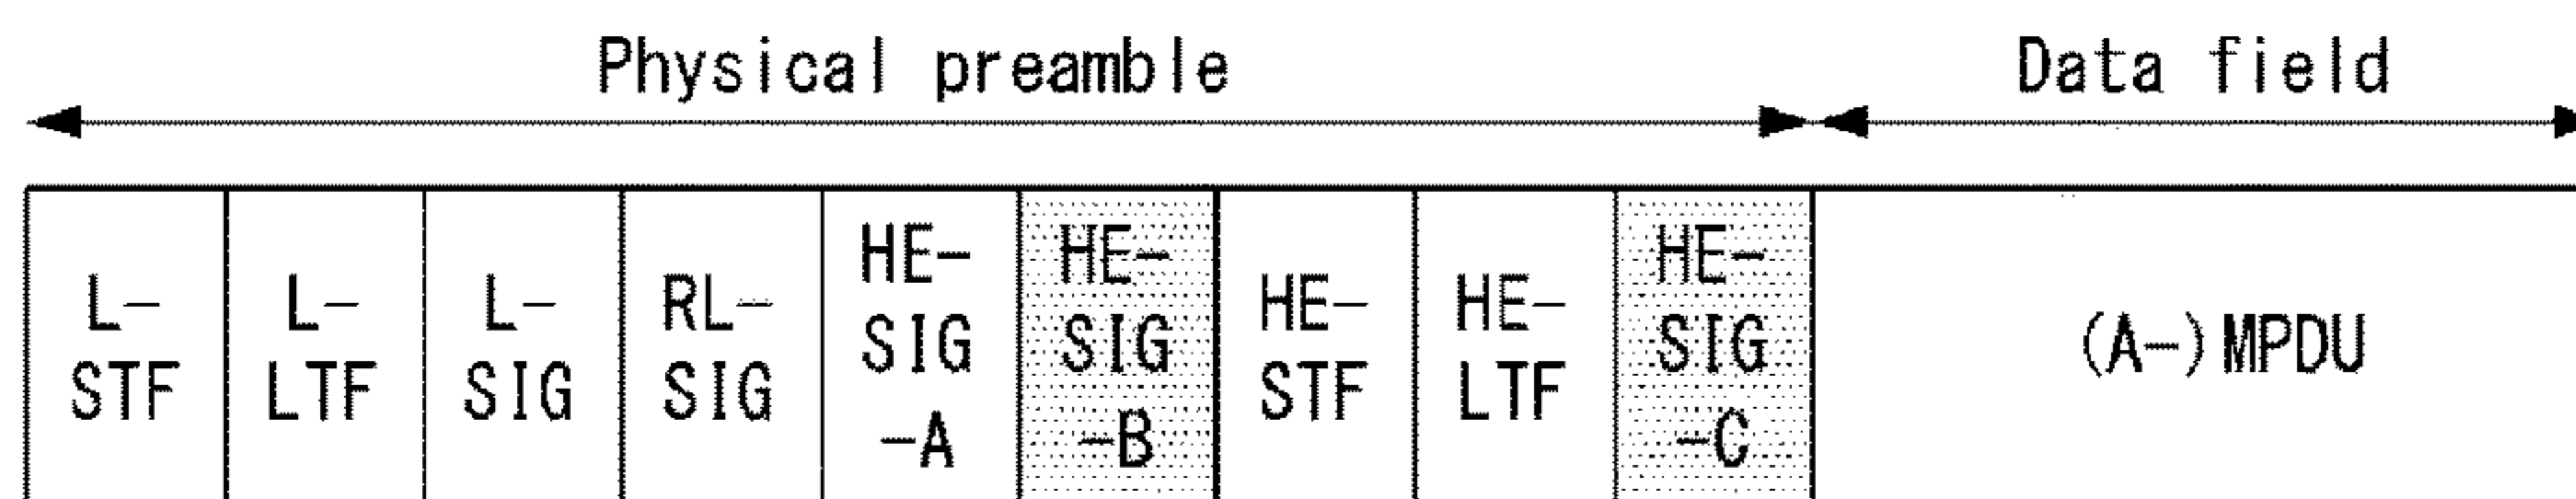 Physical preamble
Data field
L-
STF
L-
LTF
L-
SIG
RL-
SIG
HE-
SIG
-A
HE-
SIG
-B
HE-
STF
HE-
LTF
HE-
SIG
-C
(A-)MPDU